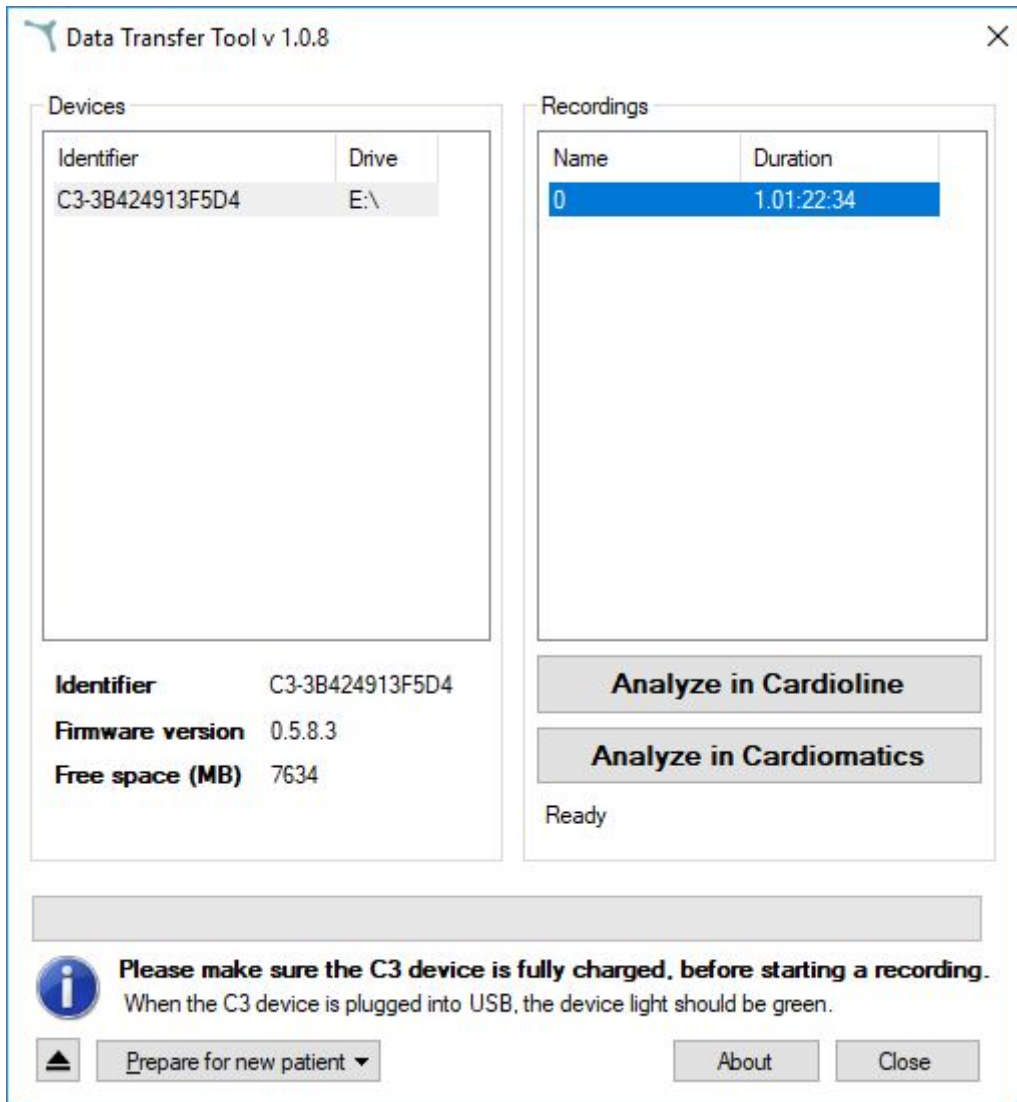 Data Transfer Tool v 1.0.8
Devices
Identifier Drive
C3-3B424913F5D4 E:\
Identifier C3-3B424913F5D4
Firmware version 0.5.8.3
Free space (MB) 7634
Recordings
Name Duration
0 1.01:22:34
Analyze in Cardioline
Analyze in Cardiomatics
Ready
Please make sure the C3 device is fully charged, before starting a recording.
When the C3 device is plugged into USB, the device light should be green.
Prepare for new patient
About
Close